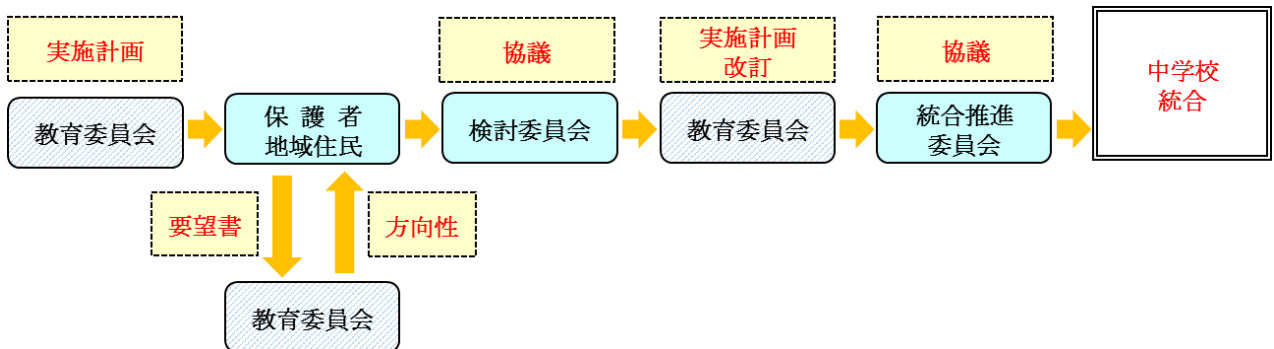 実施計画
協議
実施計画
改訂
協議
中学校
統合
教育委員会
保 護 者
地域住民
検討委員会
教育委員会
統合推進
委員会
要望書
方向性
教育委員会